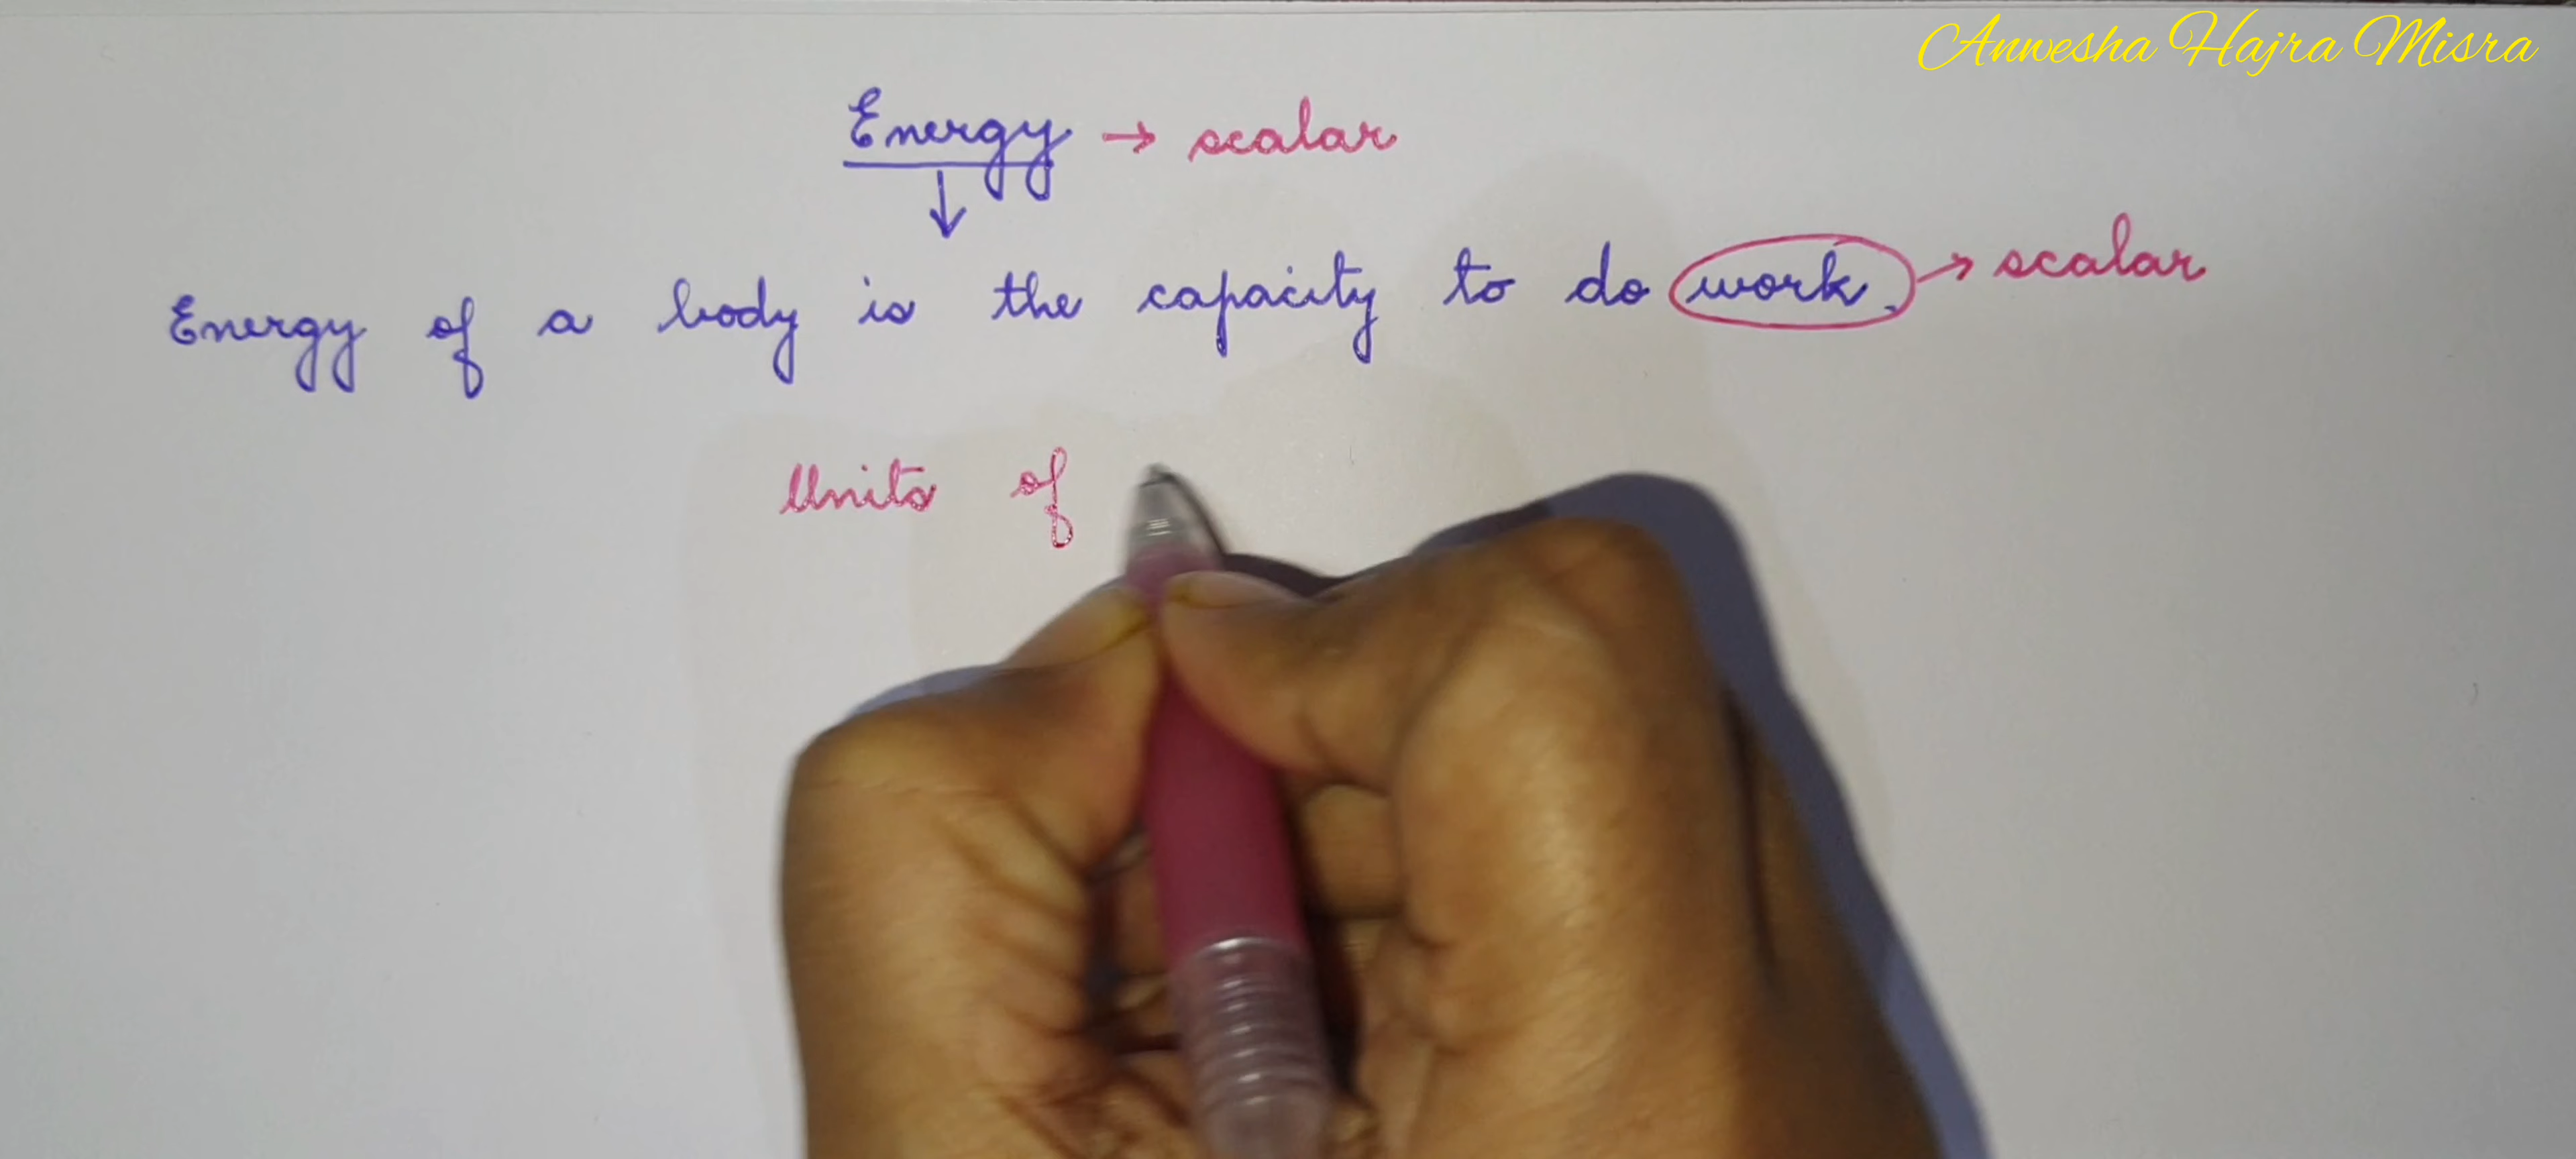 Anwesha Hajra Misra
Energy → scalar
↓
Energy of a body is the capacity to do work. → scalar
Units of